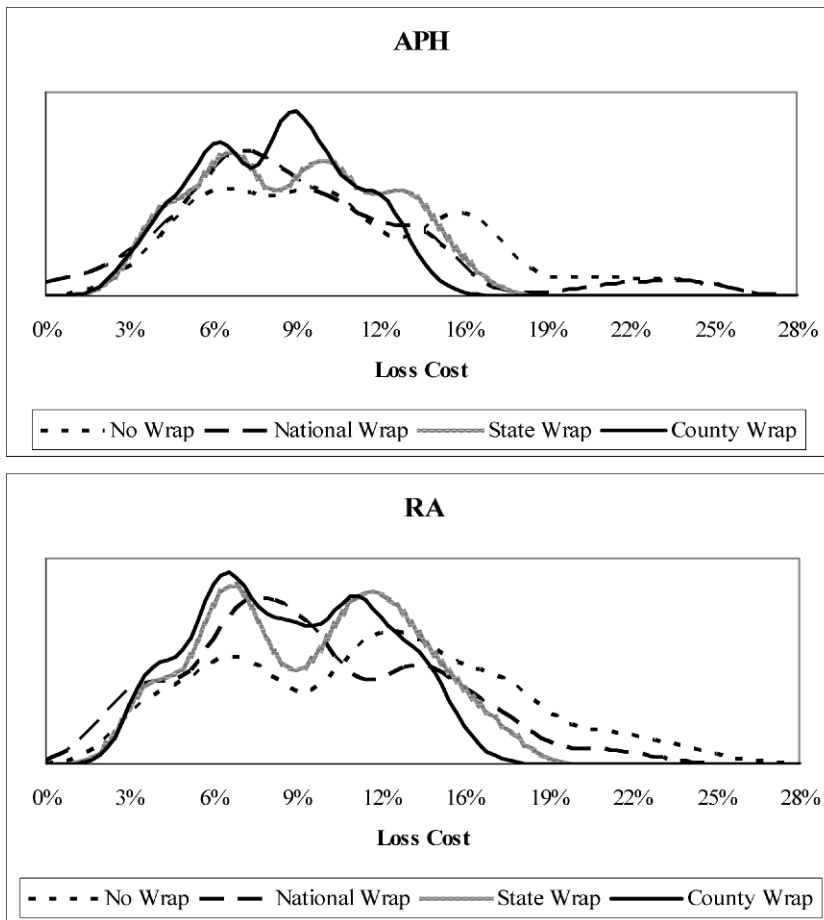 APH
0% 3% 6% 9% 12% 16% 19% 22% 25% 28%
Loss Cost
No Wrap National Wrap State Wrap County Wrap
RA
0% 3% 6% 9% 12% 16% 19% 22% 25% 28%
Loss Cost
No Wrap National Wrap State Wrap County Wrap